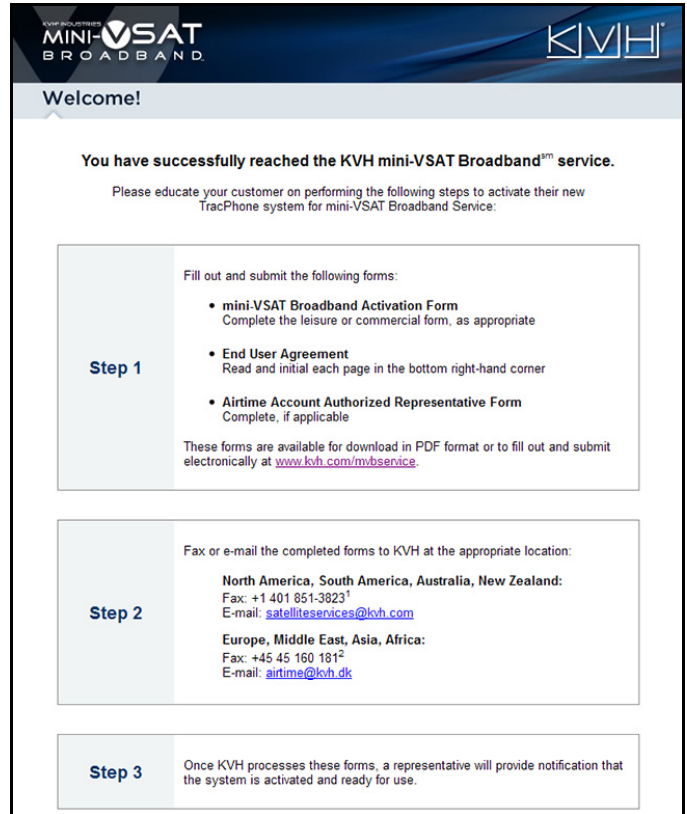 KVH INDUSTRIES
MINI-VSAT
BROADBAND.
KVH®
Welcome!
You have successfully reached the KVH mini-VSAT Broadband℠ service.
Please educate your customer on performing the following steps to activate their new
TracPhone system for mini-VSAT Broadband Service:
Step 1
Fill out and submit the following forms:
• mini-VSAT Broadband Activation Form
Complete the leisure or commercial form, as appropriate
• End User Agreement
Read and initial each page in the bottom right-hand corner
• Airtime Account Authorized Representative Form
Complete, if applicable
These forms are available for download in PDF format or to fill out and submit
electronically at www.kvh.com/mvbservice.
Step 2
Fax or e-mail the completed forms to KVH at the appropriate location:
North America, South America, Australia, New Zealand:
Fax: +1 401 851-3823¹
E-mail: satelliteservices@kvh.com
Europe, Middle East, Asia, Africa:
Fax: +45 45 160 181²
E-mail: airtime@kvh.dk
Step 3
Once KVH processes these forms, a representative will provide notification that
the system is activated and ready for use.